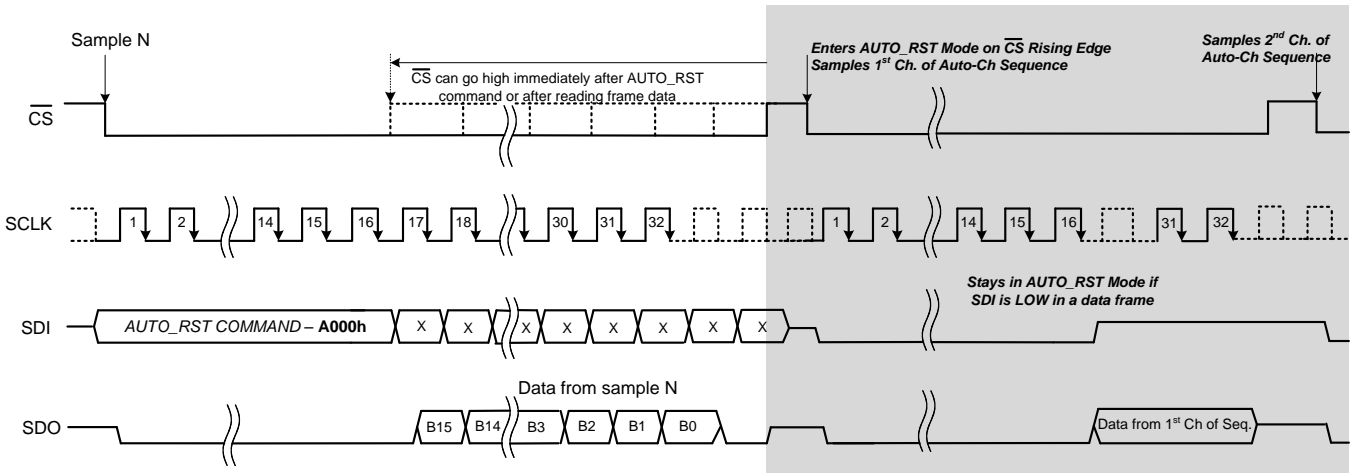 Sample N
Enters AUTO_RST Mode on CS Rising Edge
Samples 1st Ch. of Auto-Ch Sequence
Samples 2nd Ch. of
Auto-Ch Sequence
CS can go high immediately after AUTO_RST
command or after reading frame data
CS
SCLK
1 2 14 15 16 17 18 30 31 32 1 2 14 15 16 31 32
Stays in AUTO_RST Mode if
SDI is LOW in a data frame
SDI
AUTO_RST COMMAND – A000h
X X X X X X X X
Data from sample N
SDO
B15 B14 B3 B2 B1 B0
Data from 1st Ch of Seq.